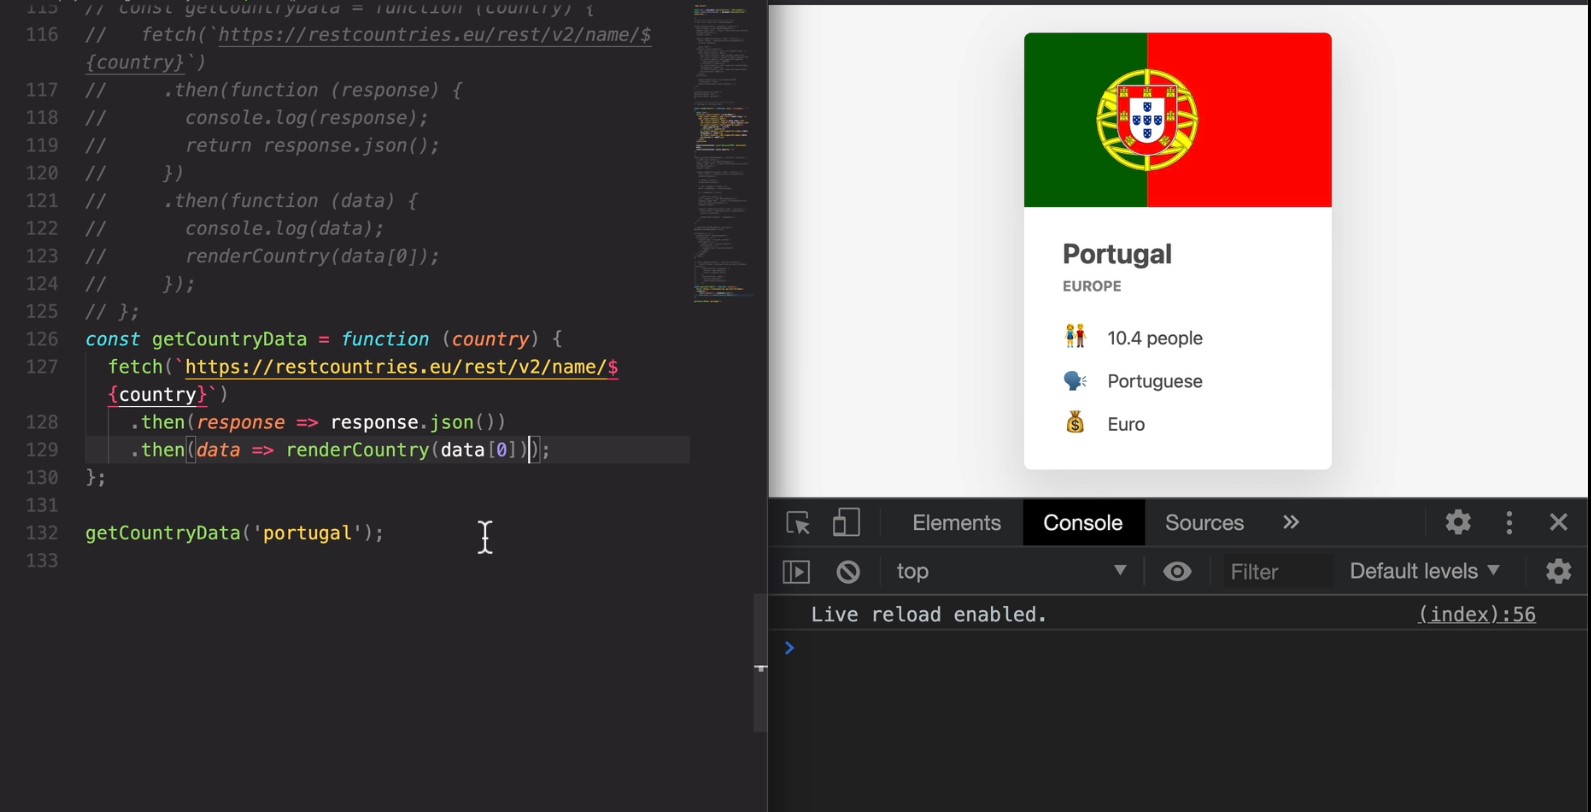 115 // const getCountryData = function (country) {
116 //   fetch(`https://restcountries.eu/rest/v2/name/$
{country}`)
117 //     .then(function (response) {
118 //       console.log(response);
119 //       return response.json();
120 //     })
121 //     .then(function (data) {
122 //       console.log(data);
123 //       renderCountry(data[0]);
124 //     });
125 // };
126 const getCountryData = function (country) {
127   fetch(`https://restcountries.eu/rest/v2/name/$
{country}`)
128     .then(response => response.json())
129     .then(data => renderCountry(data[0]));
130 };
131
132 getCountryData('portugal');
133
Portugal
EUROPE
10.4 people
Portuguese
Euro
Elements Console Sources »
top Filter Default levels ▼
Live reload enabled. (index):56
>